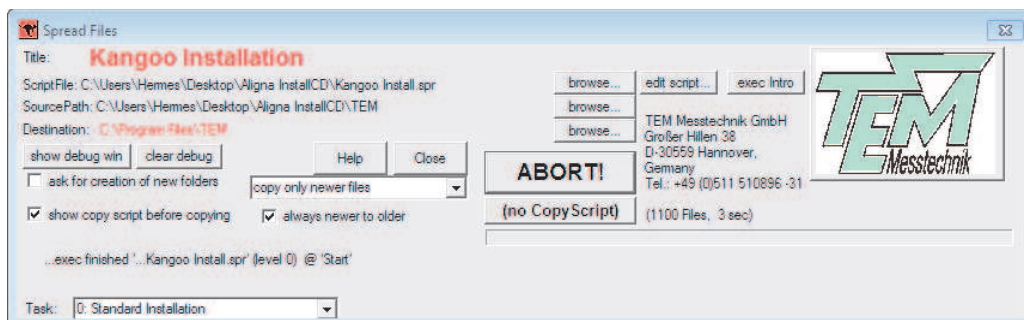 Spread Files
Title: Kangoo Installation
ScriptFile: C:\Users\Hermes\Desktop\Aligna InstallCD\Kangoo Install.spr
browse... edit script... exec Intro
SourcePath: C:\Users\Hermes\Desktop\Aligna InstallCD\TEM
browse...
Destination: C:\Program Files\TEM
browse...
TEM Messtechnik GmbH
Großer Hillen 38
D-30559 Hannover,
Gemany
Tel.: +49 (0)511 510896 -31
TEM
Messtechnik
show debug win clear debug Help Close
ABORT!
ask for creation of new folders
copy only newer files
show copy script before copying always newer to older
(no CopyScript) (1100 Files, 3 sec)
...exec finished '...Kangoo Install.spr' (level 0) @ 'Start'
Task: 0: Standard Installation